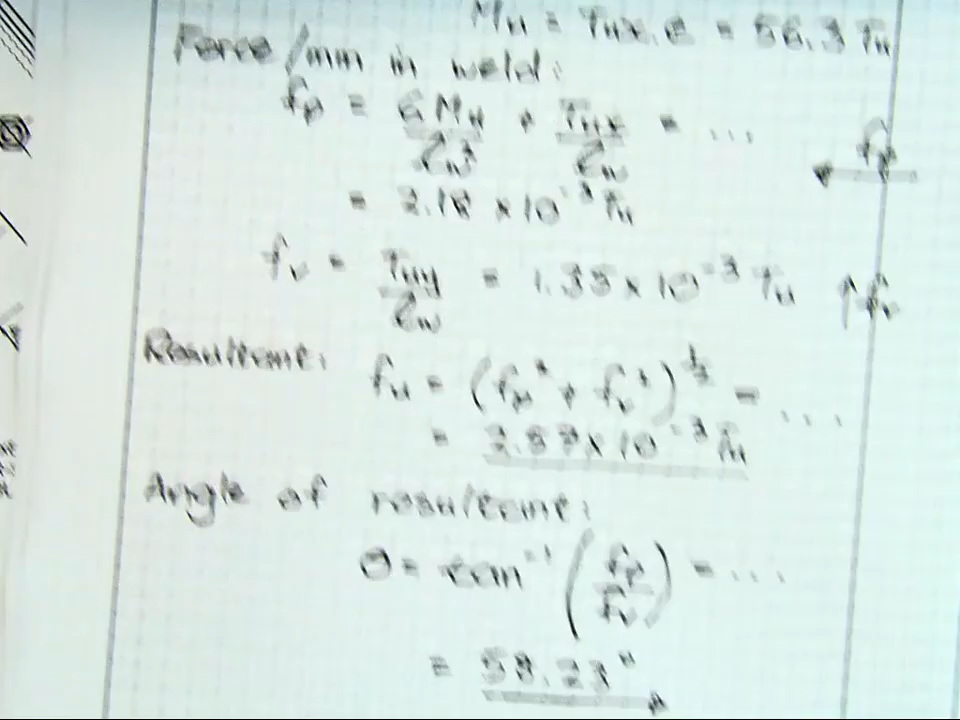 Mu = Tux.e = 56.3 Tu
Force/mm in weld:
fp = 6Mu/lw² + Tux/lw = ...
fp
= 2.18 × 10⁻³ Tu
fv = Tuy/lw = 1.35 × 10⁻³ Tu ↑fv
Resultant:
fu = (fp² + fv²)^½ = ...
= 2.57 × 10⁻³ Tu
Angle of resultant:
θ = tan⁻¹ (fp/fv) = ...
= 58.23°